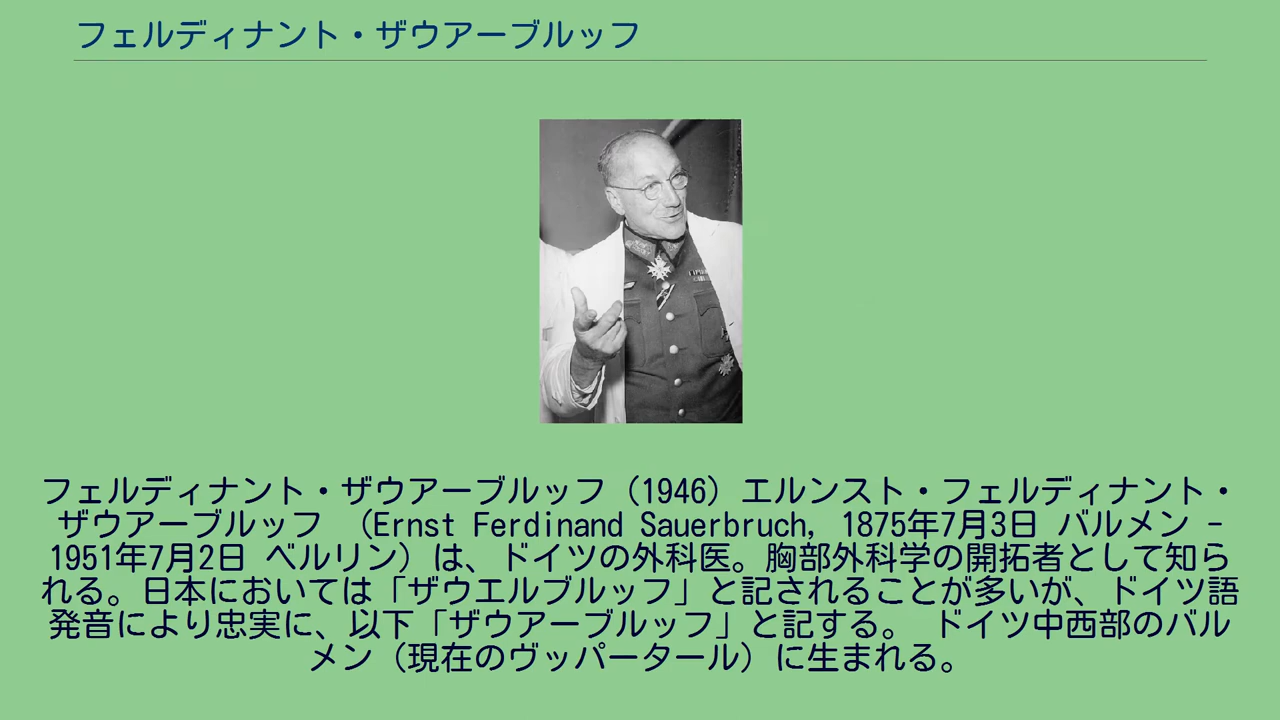 フェルディナント・ザウアーブルッフ
フェルディナント・ザウアーブルッフ（1946）エルンスト・フェルディナント・
ザウアーブルッフ （Ernst Ferdinand Sauerbruch, 1875年7月3日 バルメン -
1951年7月2日 ベルリン）は、ドイツの外科医。胸部外科学の開拓者として知ら
れる。日本においては「ザウエルブルッフ」と記されることが多いが、ドイツ語
発音により忠実に、以下「ザウアーブルッフ」と記する。 ドイツ中西部のバル
メン（現在のヴッパータール）に生まれる。